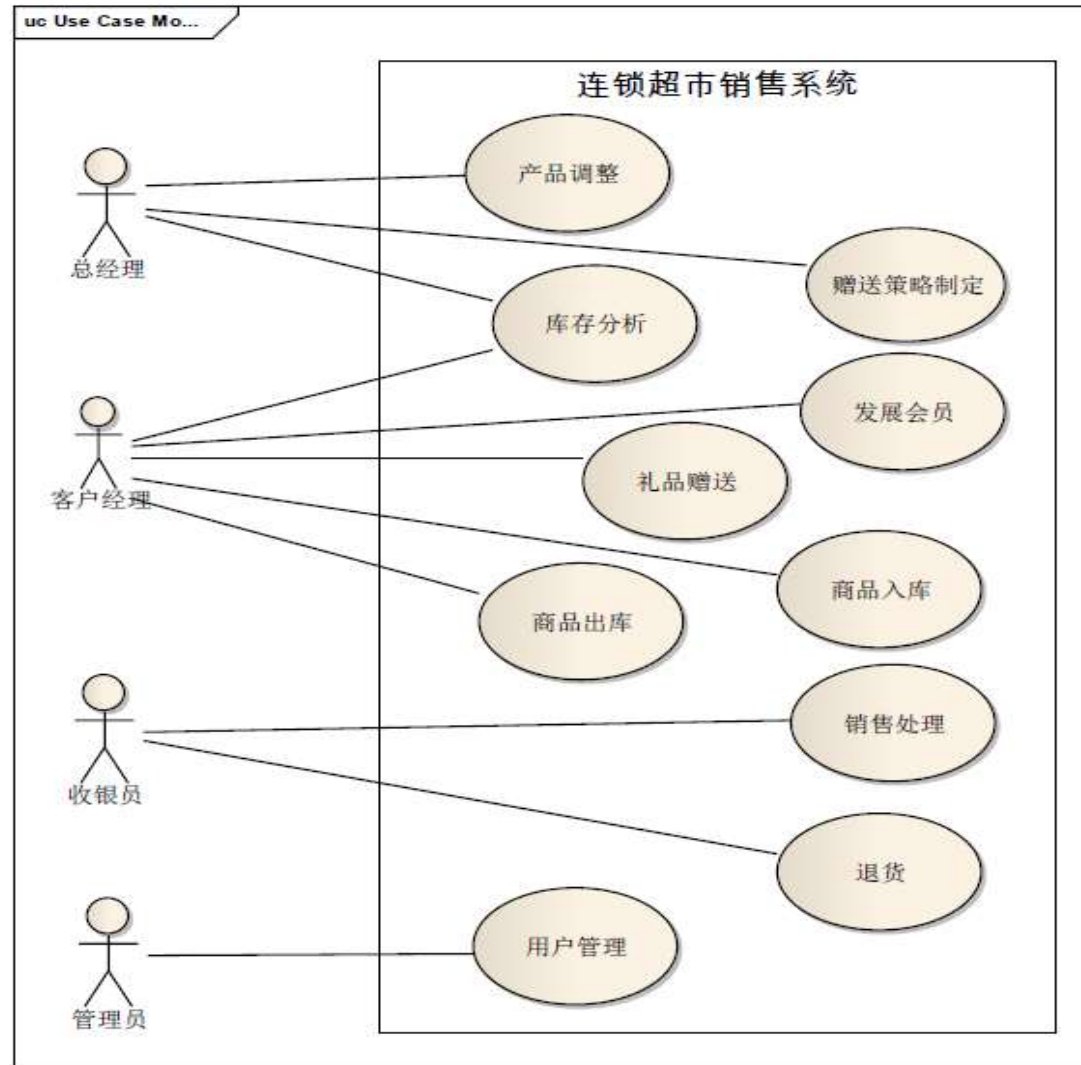 uc Use Case Mo...
连锁超市销售系统
产品调整
总经理
赠送策略制定
库存分析
发展会员
客户经理
礼品赠送
商品入库
商品出库
销售处理
收银员
退货
用户管理
管理员